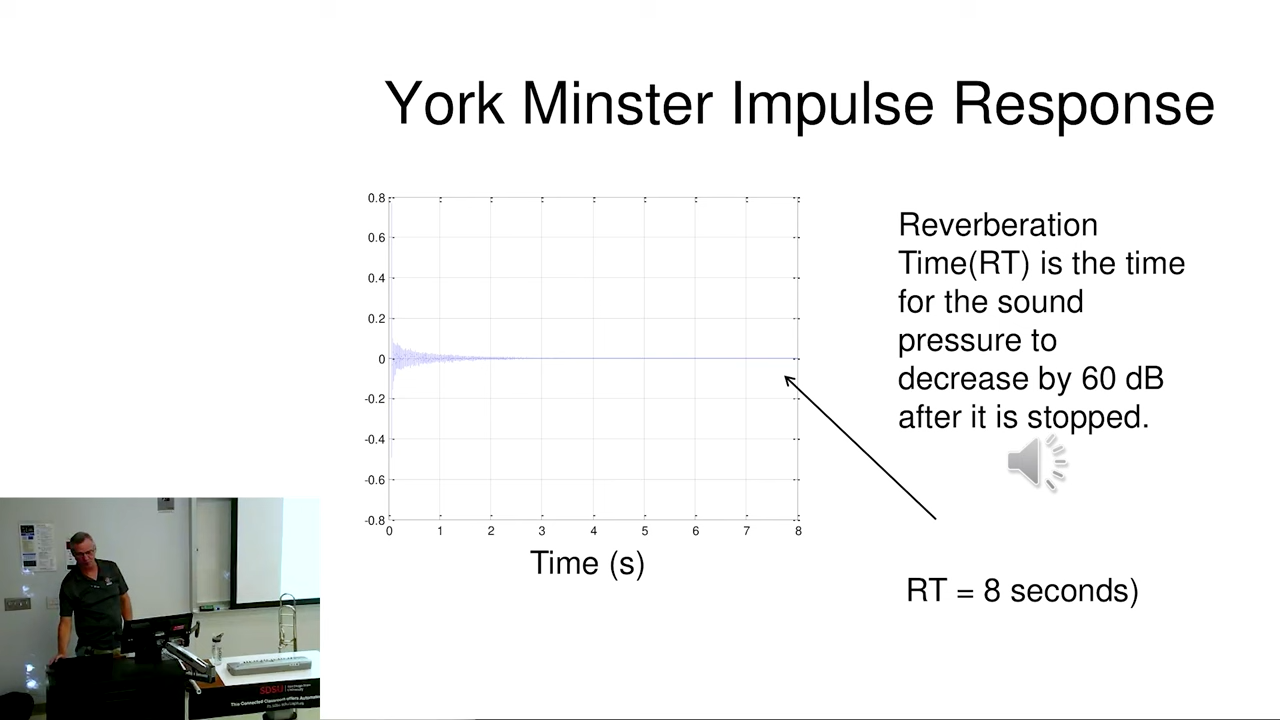 York Minster Impulse Response
0.8
0.6
0.4
0.2
0
-0.2
-0.4
-0.6
-0.8
0 1 2 3 4 5 6 7 8
Time (s)
Reverberation
Time(RT) is the time
for the sound
pressure to
decrease by 60 dB
after it is stopped.
RT = 8 seconds)
SDSU